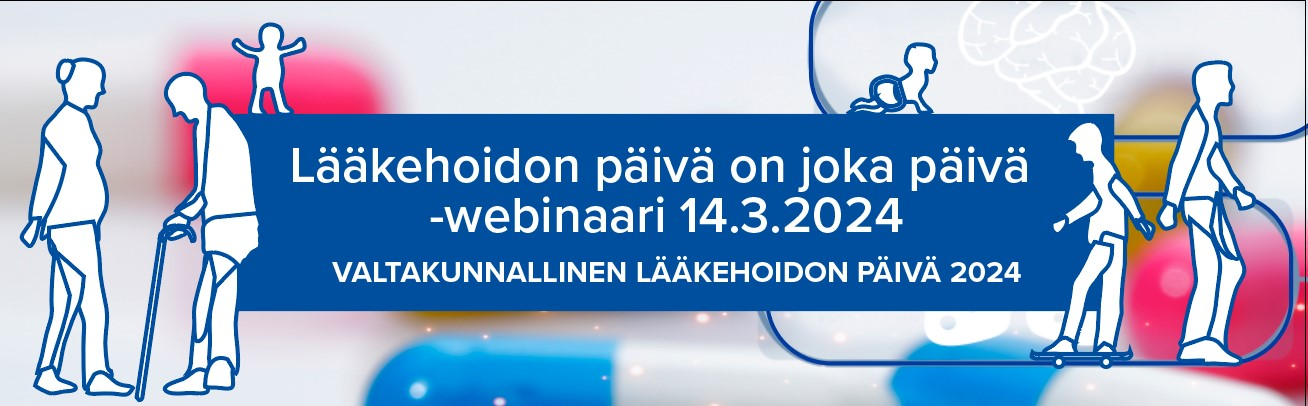 Lääkehoidon päivä on joka päivä
-webinaari 14.3.2024
VALTAKUNNALLINEN LÄÄKEHOIDON PÄIVÄ 2024